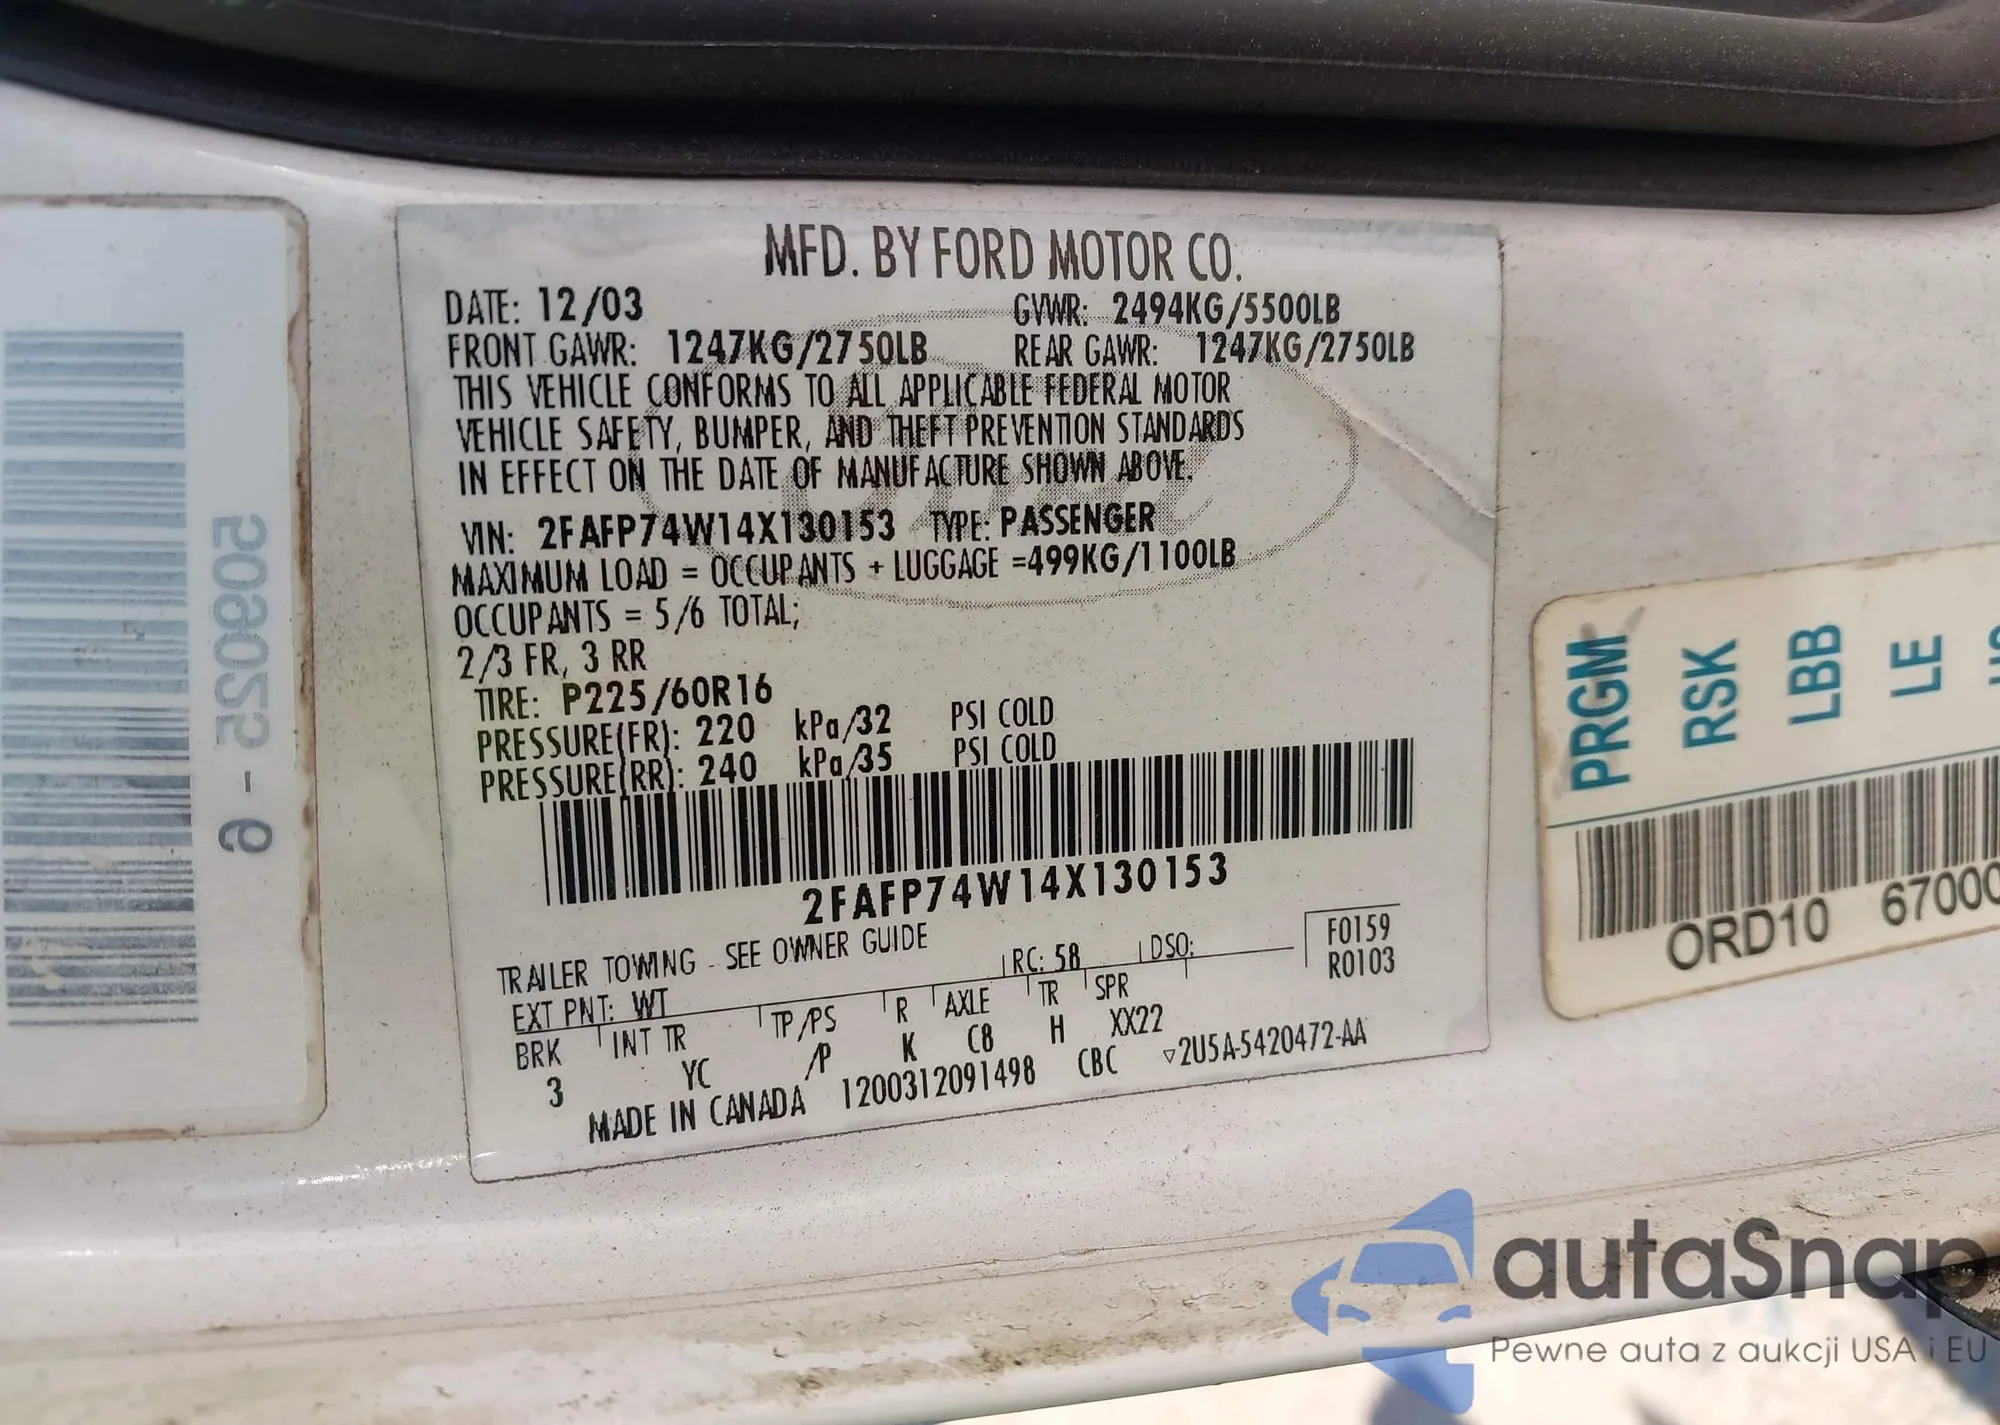 MFD. BY FORD MOTOR CO.
DATE: 12/03 GVWR: 2494KG/5500LB
FRONT GAWR: 1247KG/2750LB REAR GAWR: 1247KG/2750LB
THIS VEHICLE CONFORMS TO ALL APPLICABLE FEDERAL MOTOR
VEHICLE SAFETY, BUMPER, AND THEFT PREVENTION STANDARDS
IN EFFECT ON THE DATE OF MANUFACTURE SHOWN ABOVE.
VIN: 2FAFP74W14X130153 TYPE: PASSENGER
MAXIMUM LOAD = OCCUPANTS + LUGGAGE =499KG/1100LB
OCCUPANTS = 5/6 TOTAL;
2/3 FR, 3 RR
TIRE: P225/60R16
PRESSURE(FR): 220 kPa/32 PSI COLD
PRESSURE(RR): 240 kPa/35 PSI COLD
2FAFP74W14X130153
TRAILER TOWING - SEE OWNER GUIDE
EXT PNT: WT RC: 58 DSO:
F0159
R0103
BRK INT TR TP/PS R AXLE TR SPR
3 YC /P K C8 H XX22
MADE IN CANADA 1200312091498 CBC ▽2U5A-5420472-AA
509025-6
PRGM
RSK
LBB
LE
ORD10 67000
autaSnap
Pewne auta z aukcji USA i EU